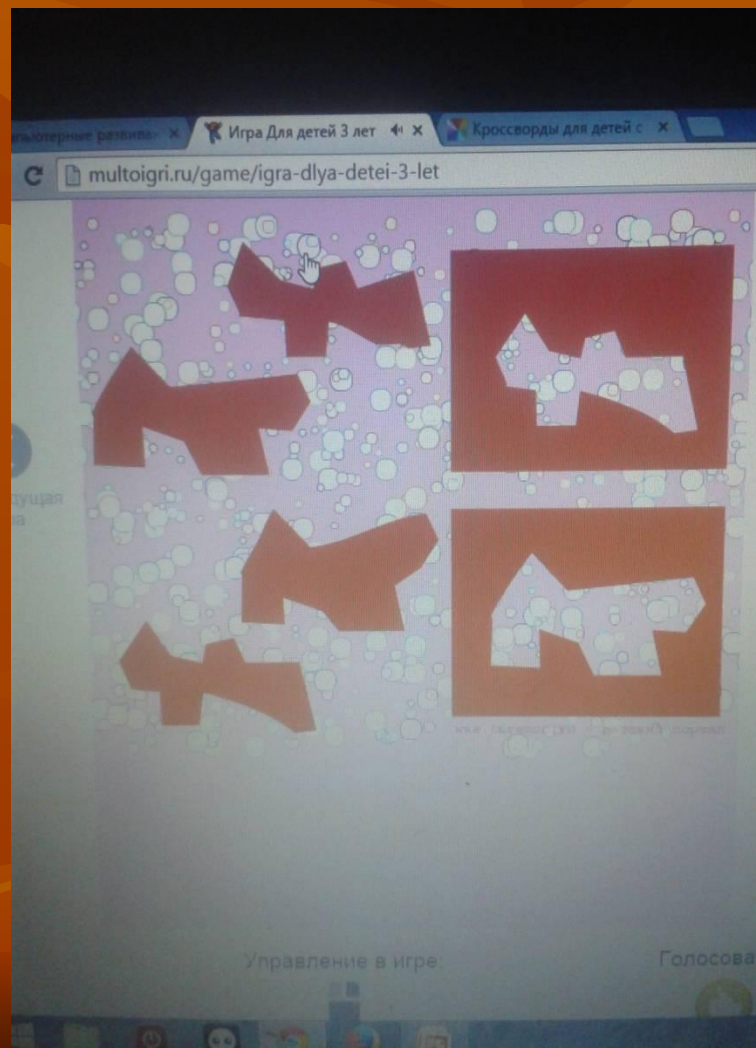 Игра Для детей 3 лет
Кроссворды для детей с
multoigri.ru/game/igra-dlya-detei-3-let
Управление в игре:
Голосова